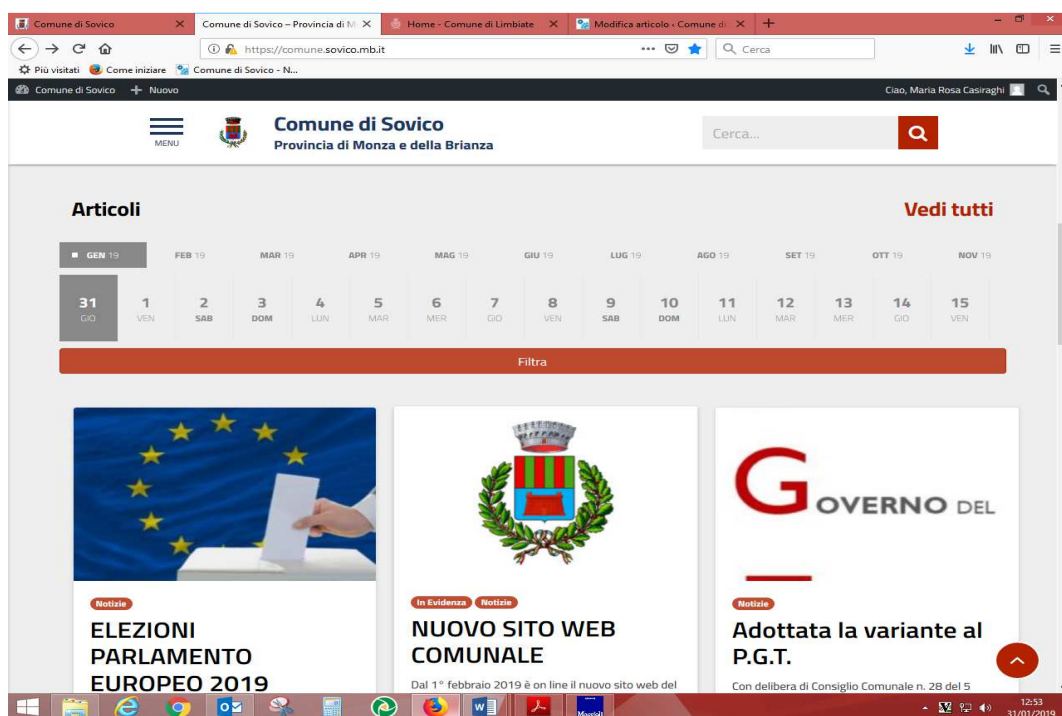 Comune di Sovico
Comune di Sovico – Provincia di M
Home - Comune di Limbiate
Modifica articolo ‹ Comune di
https://comune.sovico.mb.it
Cerca
Più visitati
Come iniziare
Comune di Sovico - N...
Comune di Sovico
Nuovo
Ciao, Maria Rosa Casiraghi
MENU
Comune di Sovico
Provincia di Monza e della Brianza
Cerca...
Articoli
Vedi tutti
GEN 19 FEB 19 MAR 19 APR 19 MAG 19 GIU 19 LUG 19 AGO 19 SET 19 OTT 19 NOV 19
31 1 2 3 4 5 6 7 8 9 10 11 12 13 14 15
GIO VEN SAB DOM LUN MAR MER GIO VEN SAB DOM LUN MAR MER GIO VEN
Filtra
GOVERNO DEL
Notizie
ELEZIONI
PARLAMENTO
EUROPEO 2019
In Evidenza Notizie
NUOVO SITO WEB
COMUNALE
Dal 1° febbraio 2019 è on line il nuovo sito web del
Notizie
Adottata la variante al
P.G.T.
Con delibera di Consiglio Comunale n. 28 del 5
12:53
31/01/2019